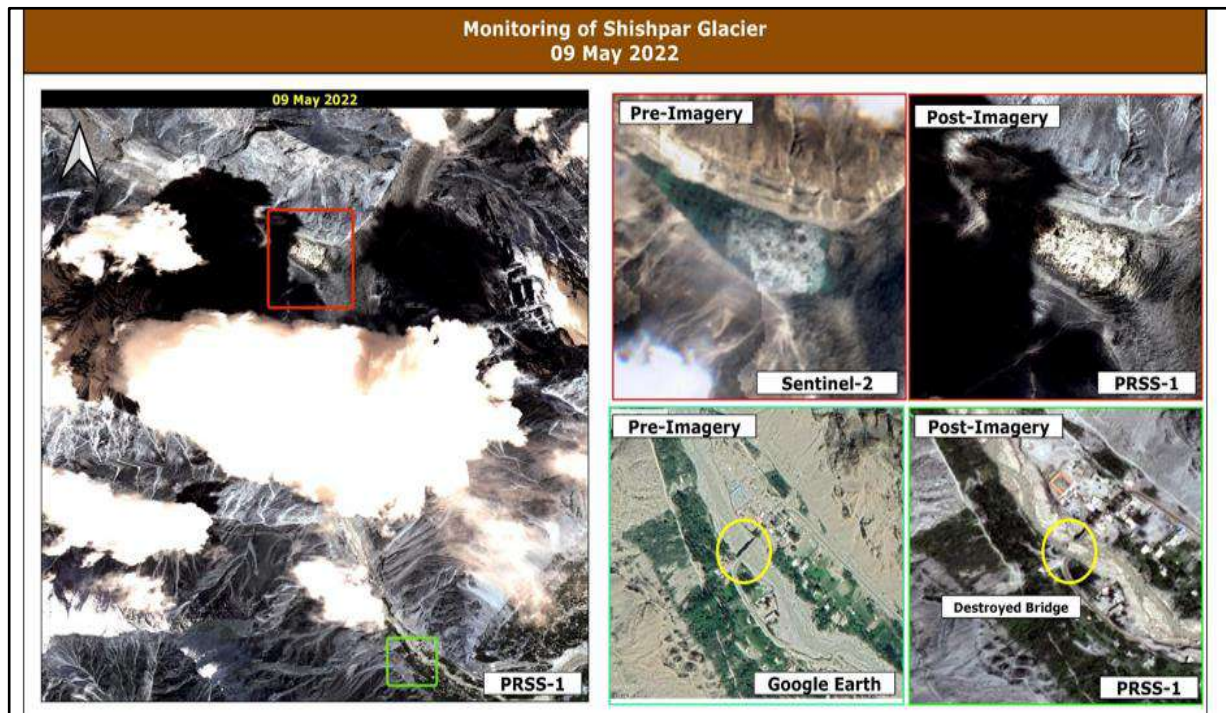 Monitoring of Shishpar Glacier
09 May 2022
09 May 2022
PRSS-1
Pre-Imagery
Sentinel-2
Post-Imagery
PRSS-1
Pre-Imagery
Google Earth
Post-Imagery
Destroyed Bridge
PRSS-1